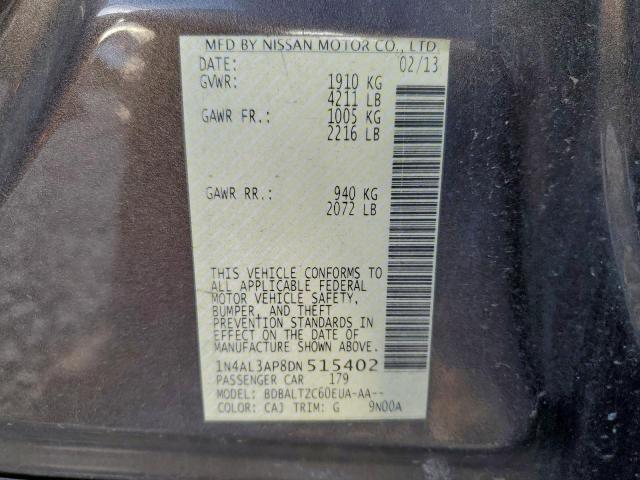 MFD BY NISSAN MOTOR CO., LTD.
DATE: 02/13
GVWR: 1910 KG
4211 LB
GAWR FR.: 1005 KG
2216 LB
GAWR RR.: 940 KG
2072 LB
THIS VEHICLE CONFORMS TO
ALL APPLICABLE FEDERAL
MOTOR VEHICLE SAFETY,
BUMPER, AND THEFT
PREVENTION STANDARDS IN
EFFECT ON THE DATE OF
MANUFACTURE SHOWN ABOVE.
1N4AL3AP8DN 515402
PASSENGER CAR 179
MODEL: BDBALTZC60EUA-AA--
COLOR: CAJ TRIM: G 9N00A